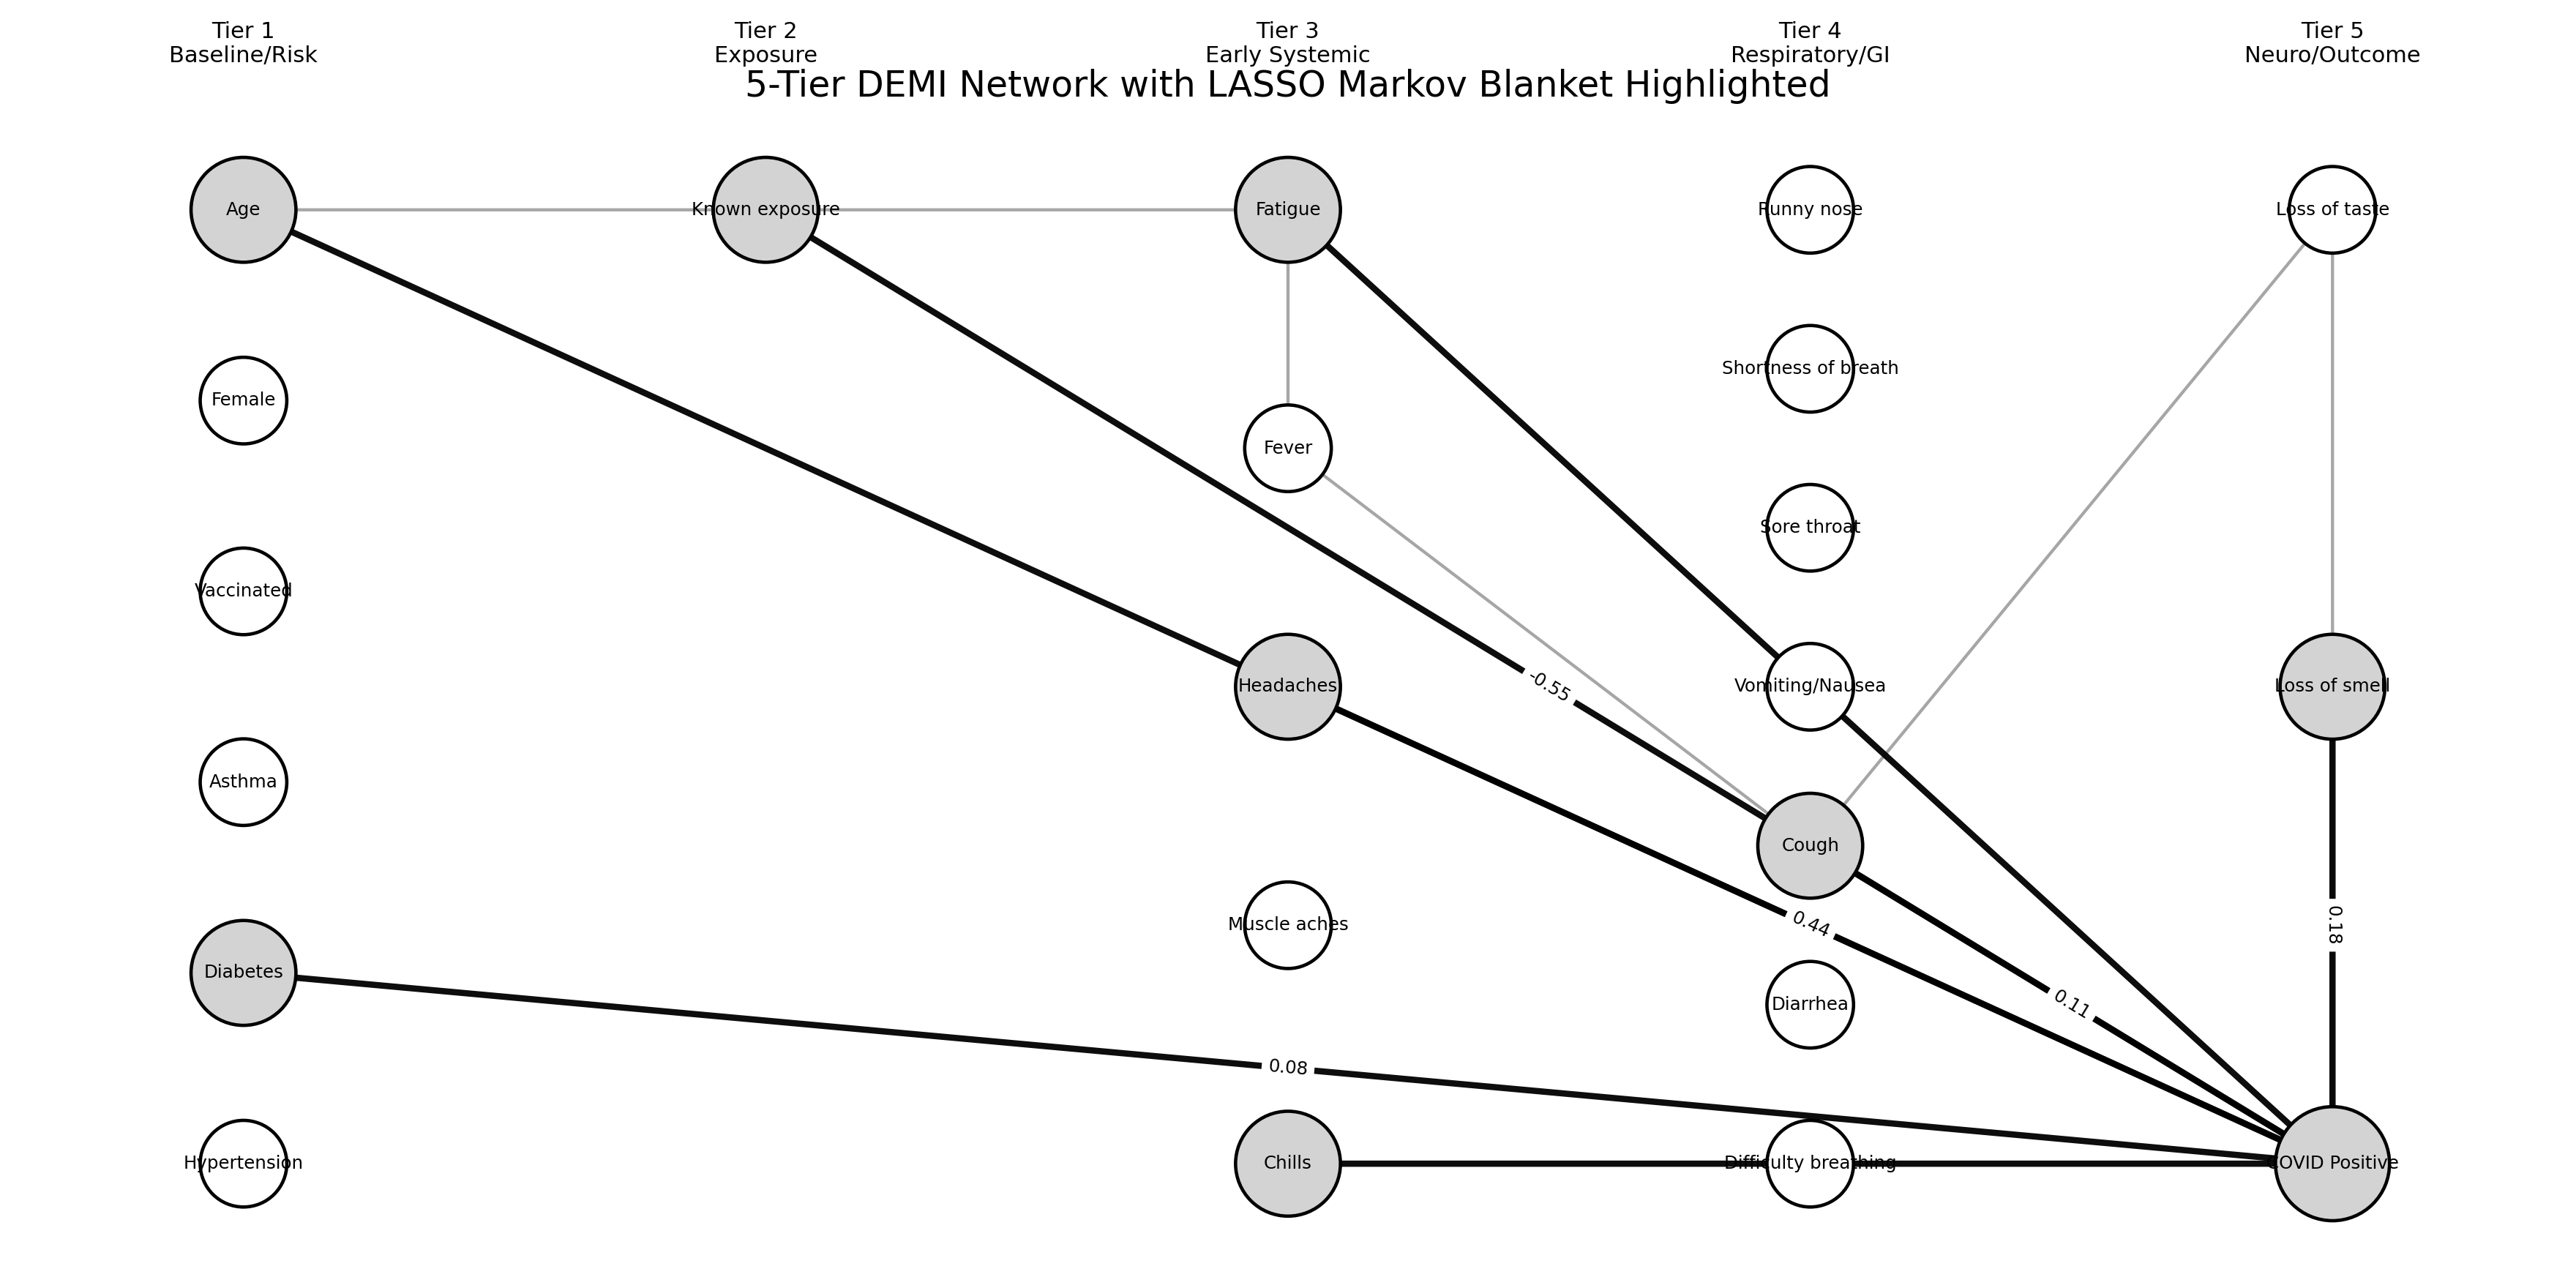 Tier 1
Baseline/Risk
Tier 2
Exposure
Tier 3
Early Systemic
Tier 4
Respiratory/GI
Tier 5
Neuro/Outcome
5-Tier DEMI Network with LASSO Markov Blanket Highlighted
Age
Known exposure
Fatigue
Runny nose
Loss of taste
Shortness of breath
Female
Fever
Sore throat
Vaccinated
Headaches
-0.55
Vomiting/Nausea
Loss of smell
Asthma
Cough
Muscle aches
0.44
0.18
Diabetes
Diarrhea
0.11
0.08
Hypertension
Chills
Difficulty breathing
COVID Positive